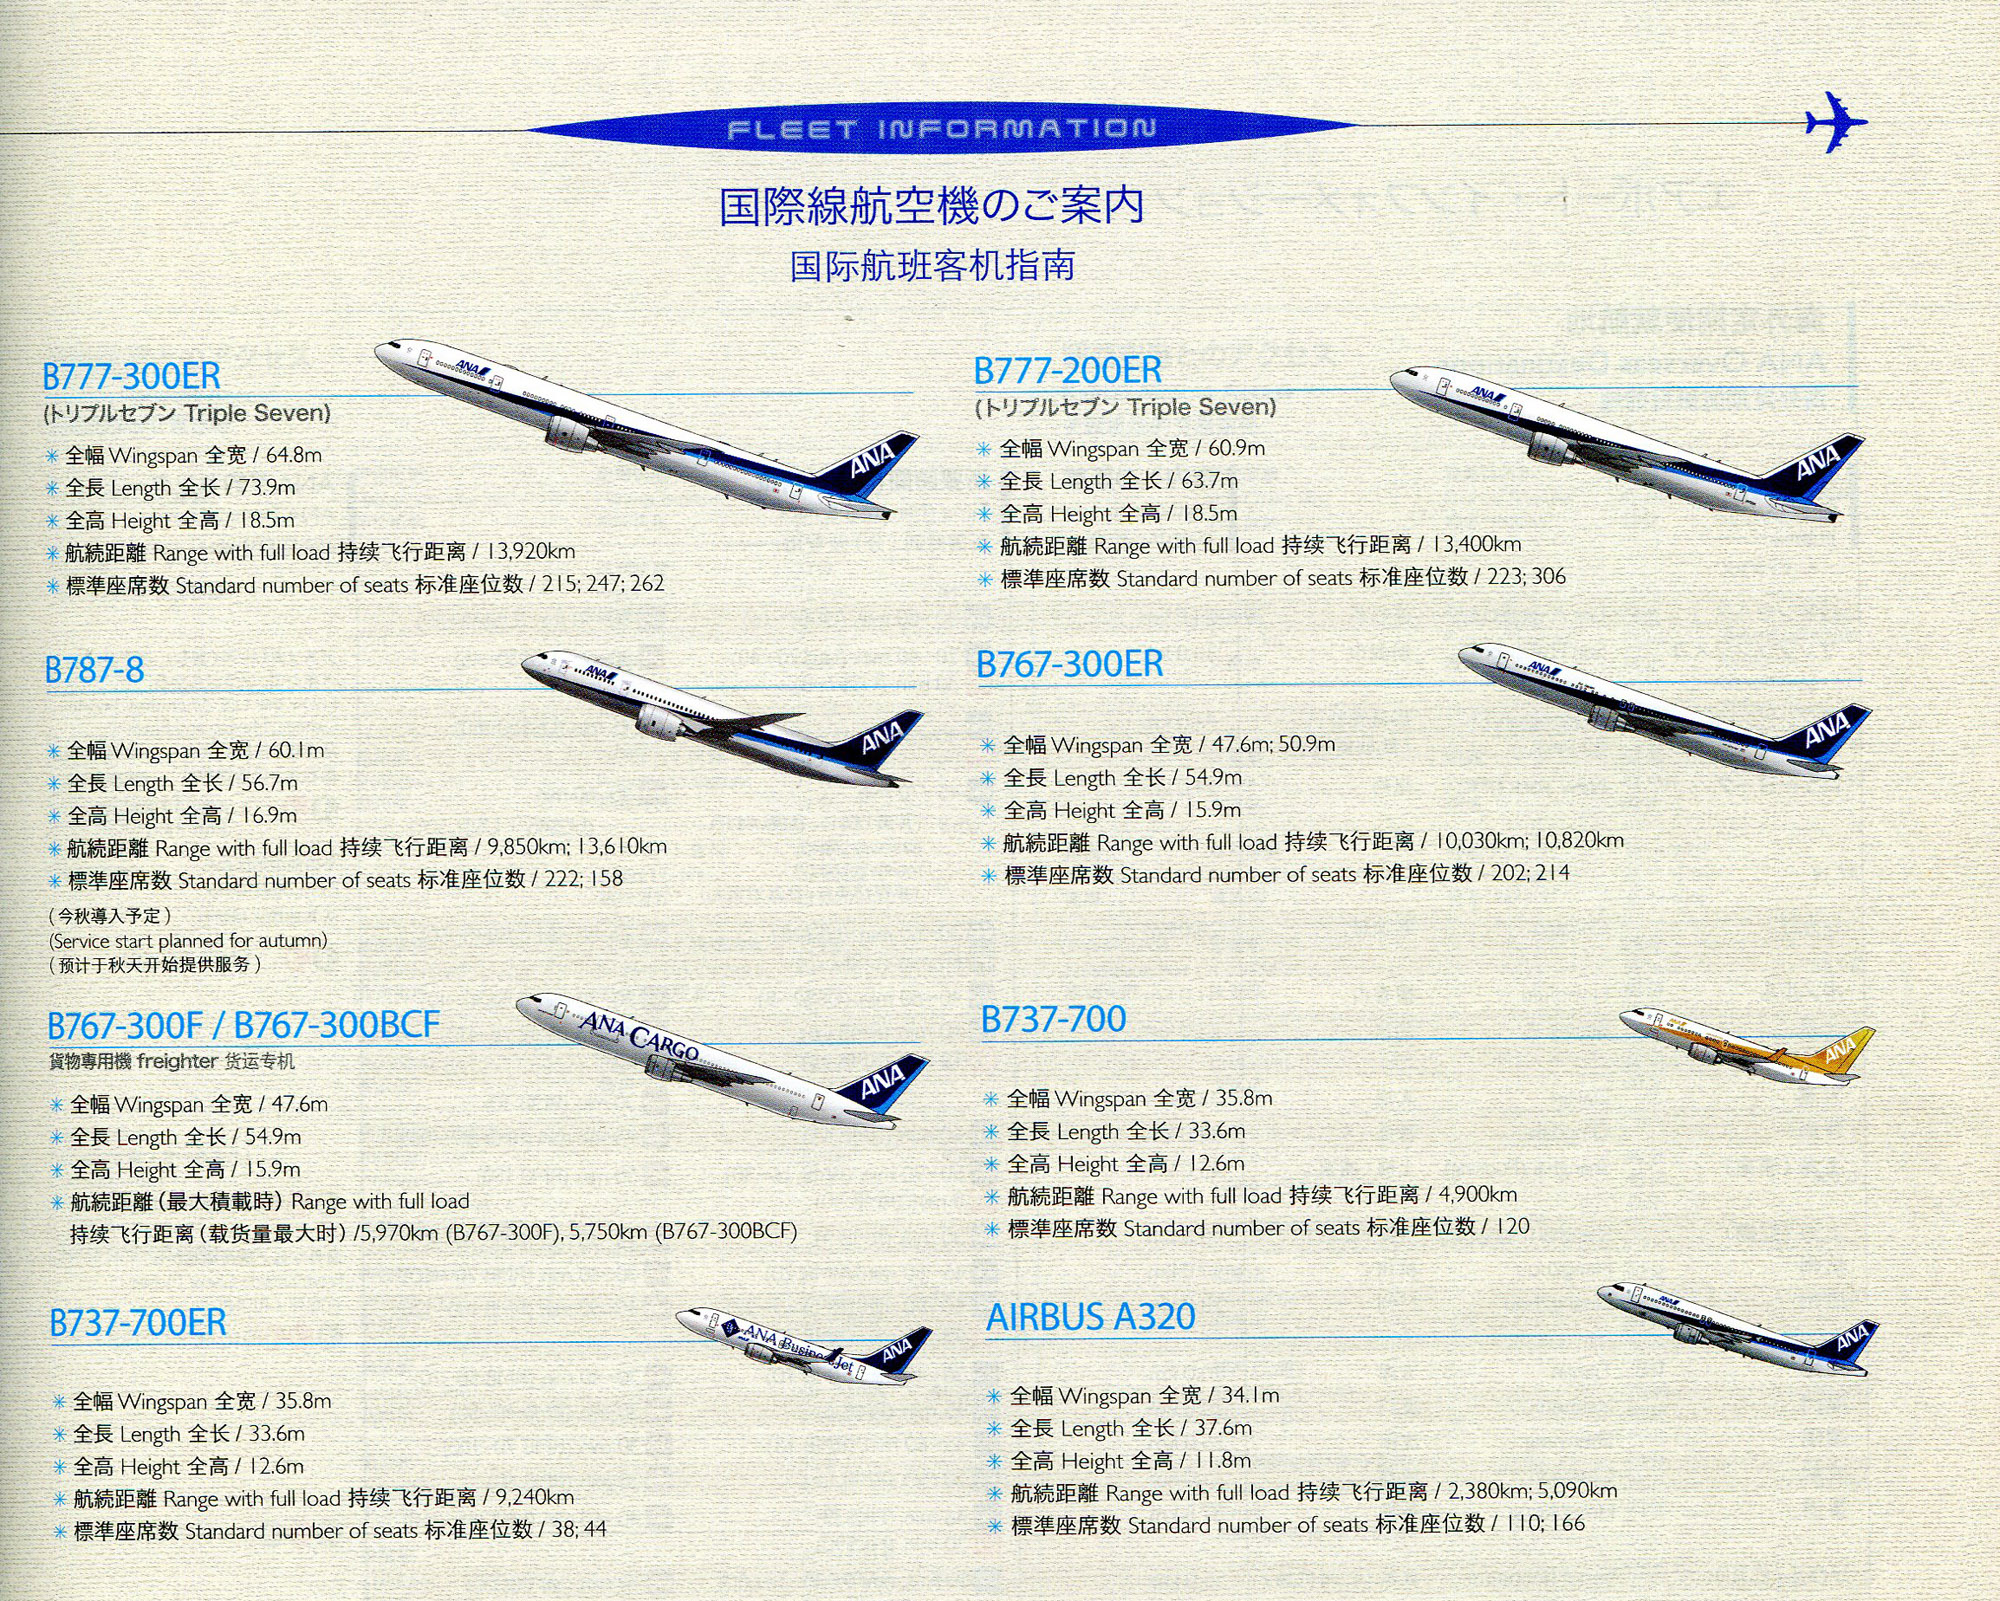 FLEET INFORMATION
国際線航空機のご案内
国际航班客机指南
B777-300ER
(トリプルセブン Triple Seven)
✳ 全幅 Wingspan 全宽 / 64.8m
✳ 全長 Length 全长 / 73.9m
✳ 全高 Height 全高 / 18.5m
✳ 航続距離 Range with full load 持续飞行距离 / 13,920km
✳ 標準座席数 Standard number of seats 标准座位数 / 215; 247; 262
ANA
ANA
B777-200ER
(トリプルセブン Triple Seven)
✳ 全幅 Wingspan 全宽 / 60.9m
✳ 全長 Length 全长 / 63.7m
✳ 全高 Height 全高 / 18.5m
✳ 航続距離 Range with full load 持续飞行距离 / 13,400km
✳ 標準座席数 Standard number of seats 标准座位数 / 223; 306
ANA
ANA
B787-8
✳ 全幅 Wingspan 全宽 / 60.1m
✳ 全長 Length 全长 / 56.7m
✳ 全高 Height 全高 / 16.9m
✳ 航続距離 Range with full load 持续飞行距离 / 9,850km; 13,610km
✳ 標準座席数 Standard number of seats 标准座位数 / 222; 158
(今秋導入予定)
(Service start planned for autumn)
(预计于秋天开始提供服务)
ANA
ANA
B767-300ER
✳ 全幅 Wingspan 全宽 / 47.6m; 50.9m
✳ 全長 Length 全长 / 54.9m
✳ 全高 Height 全高 / 15.9m
✳ 航続距離 Range with full load 持续飞行距离 / 10,030km; 10,820km
✳ 標準座席数 Standard number of seats 标准座位数 / 202; 214
ANA
ANA
B767-300F / B767-300BCF
貨物専用機 freighter 货运专机
✳ 全幅 Wingspan 全宽 / 47.6m
✳ 全長 Length 全长 / 54.9m
✳ 全高 Height 全高 / 15.9m
✳ 航続距離(最大積載時) Range with full load
持续飞行距离(载货量最大时) /5,970km (B767-300F), 5,750km (B767-300BCF)
ANA CARGO
ANA
B737-700
✳ 全幅 Wingspan 全宽 / 35.8m
✳ 全長 Length 全长 / 33.6m
✳ 全高 Height 全高 / 12.6m
✳ 航続距離 Range with full load 持续飞行距离 / 4,900km
✳ 標準座席数 Standard number of seats 标准座位数 / 120
ANA
ANA
B737-700ER
✳ 全幅 Wingspan 全宽 / 35.8m
✳ 全長 Length 全长 / 33.6m
✳ 全高 Height 全高 / 12.6m
✳ 航続距離 Range with full load 持续飞行距离 / 9,240km
✳ 標準座席数 Standard number of seats 标准座位数 / 38; 44
ANA BusinessJet
ANA
AIRBUS A320
✳ 全幅 Wingspan 全宽 / 34.1m
✳ 全長 Length 全长 / 37.6m
✳ 全高 Height 全高 / 11.8m
✳ 航続距離 Range with full load 持续飞行距离 / 2,380km; 5,090km
✳ 標準座席数 Standard number of seats 标准座位数 / 110; 166
ANA
ANA